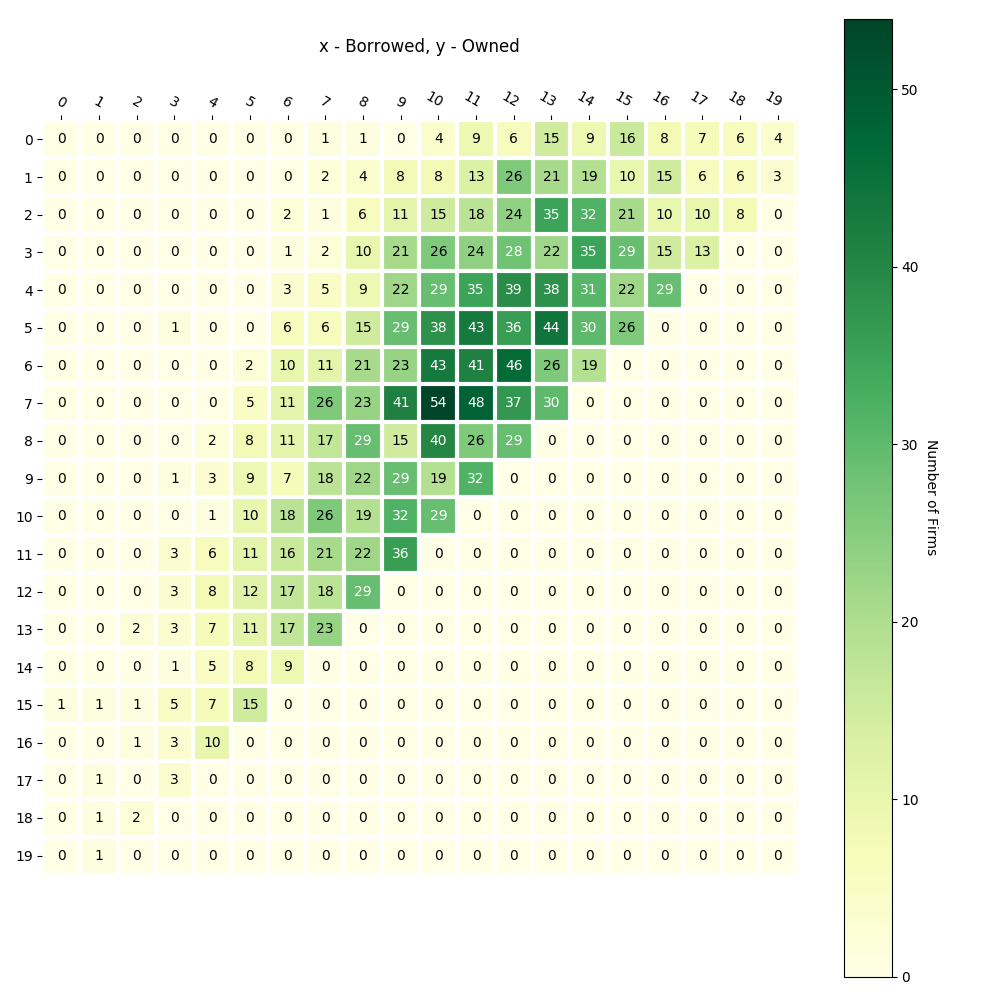 x - Borrowed, y - Owned
0 1 2 3 4 5 6 7 8 9 10 11 12 13 14 15 16 17 18 19
0 0 0 0 0 0 0 0 1 1 0 4 9 6 15 9 16 8 7 6 4
1 0 0 0 0 0 0 0 2 4 8 8 13 26 21 19 10 15 6 6 3
2 0 0 0 0 0 0 2 1 6 11 15 18 24 35 32 21 10 10 8 0
3 0 0 0 0 0 0 1 2 10 21 26 24 28 22 35 29 15 13 0 0
4 0 0 0 0 0 0 3 5 9 22 29 35 39 38 31 22 29 0 0 0
5 0 0 0 1 0 0 6 6 15 29 38 43 36 44 30 26 0 0 0 0
6 0 0 0 0 0 2 10 11 21 23 43 41 46 26 19 0 0 0 0 0
7 0 0 0 0 0 5 11 26 23 41 54 48 37 30 0 0 0 0 0 0
8 0 0 0 0 2 8 11 17 29 15 40 26 29 0 0 0 0 0 0 0
9 0 0 0 1 3 9 7 18 22 29 19 32 0 0 0 0 0 0 0 0
10 0 0 0 0 1 10 18 26 19 32 29 0 0 0 0 0 0 0 0 0
11 0 0 0 3 6 11 16 21 22 36 0 0 0 0 0 0 0 0 0 0
12 0 0 0 3 8 12 17 18 29 0 0 0 0 0 0 0 0 0 0 0
13 0 0 2 3 7 11 17 23 0 0 0 0 0 0 0 0 0 0 0 0
14 0 0 0 1 5 8 9 0 0 0 0 0 0 0 0 0 0 0 0 0
15 1 1 1 5 7 15 0 0 0 0 0 0 0 0 0 0 0 0 0 0
16 0 0 1 3 10 0 0 0 0 0 0 0 0 0 0 0 0 0 0 0
17 0 1 0 3 0 0 0 0 0 0 0 0 0 0 0 0 0 0 0 0
18 0 1 2 0 0 0 0 0 0 0 0 0 0 0 0 0 0 0 0 0
19 0 1 0 0 0 0 0 0 0 0 0 0 0 0 0 0 0 0 0 0
50
40
30
20
10
0
Number of Firms